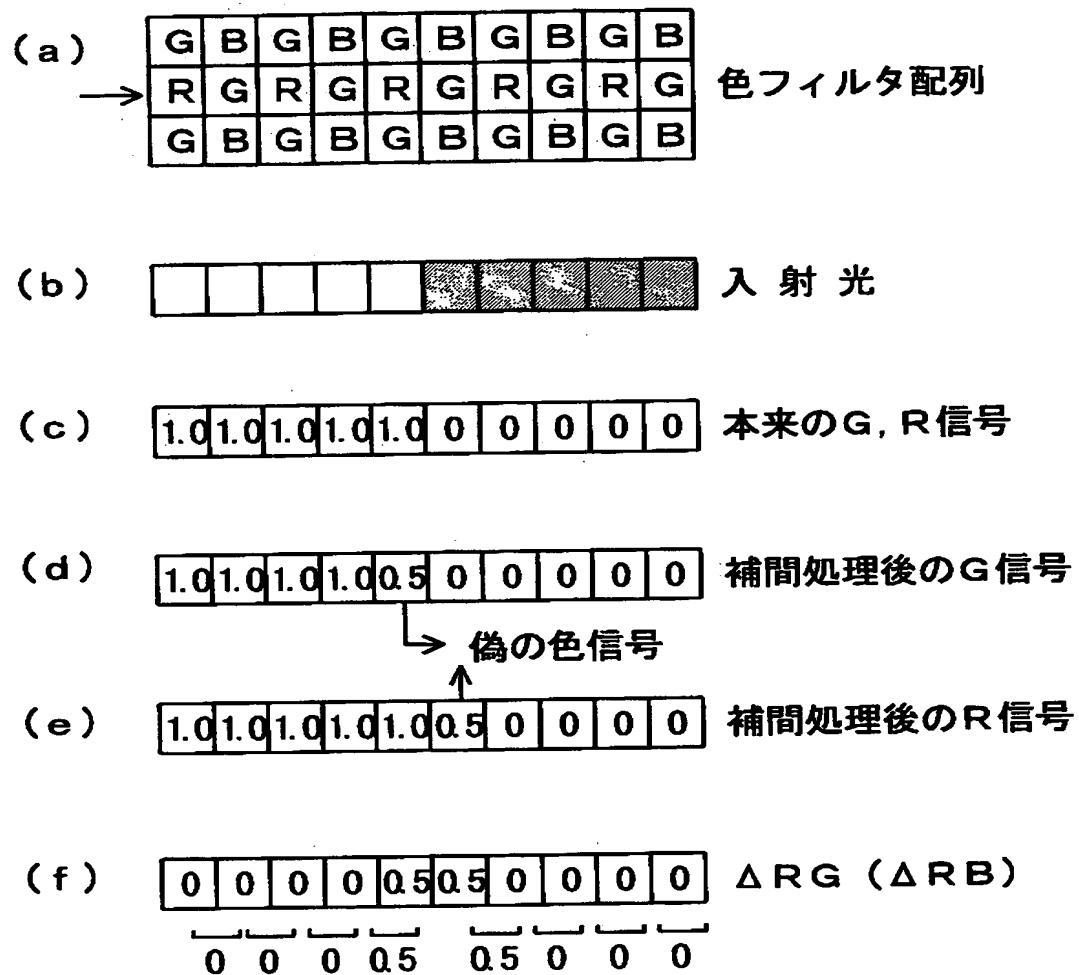 (a)
G B G B G B G B G B
R G R G R G R G R G
G B G B G B G B G B
色フィルタ配列
(b)
入射光
(c)
1.0 1.0 1.0 1.0 1.0 0 0 0 0 0
本来のG,R信号
(d)
1.0 1.0 1.0 1.0 0.5 0 0 0 0 0
補間処理後のG信号
偽の色信号
(e)
1.0 1.0 1.0 1.0 1.0 0.5 0 0 0 0
補間処理後のR信号
(f)
0 0 0 0 0.5 0.5 0 0 0 0
ΔRG(ΔRB)
0 0 0 0.5 0.5 0 0 0